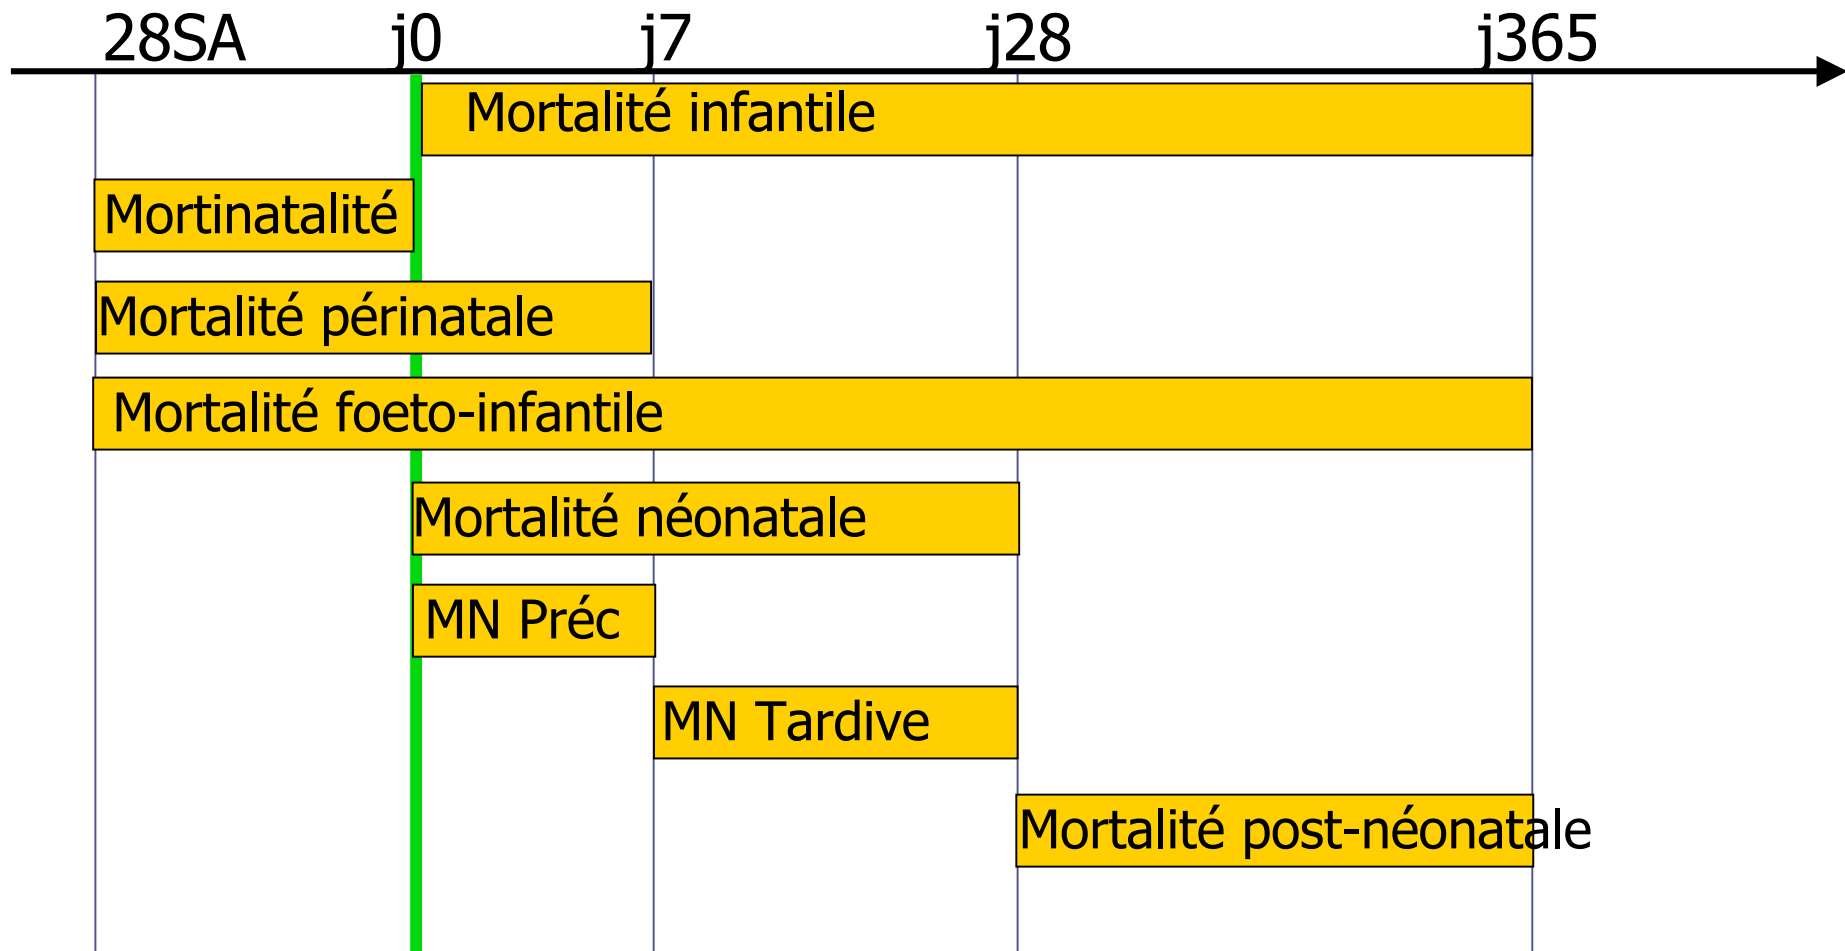 28SA j0 j7 j28 j365
Mortalité infantile
Mortinatalité
Mortalité périnatale
Mortalité foeto-infantile
Mortalité néonatale
MN Préc
MN Tardive
Mortalité post-néonatale